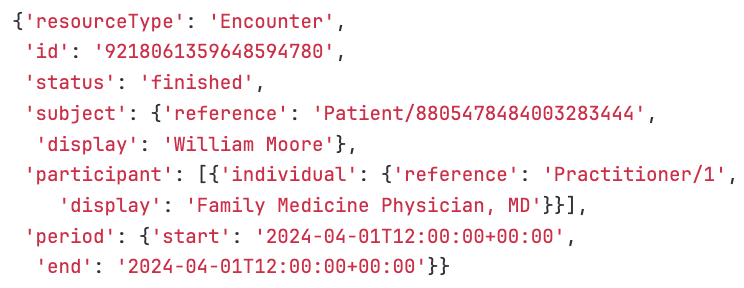 {'resourceType': 'Encounter',
'id': '9218061359648594780',
'status': 'finished',
'subject': {'reference': 'Patient/8805478484003283444',
'display': 'William Moore'},
'participant': [{'individual': {'reference': 'Practitioner/1',
'display': 'Family Medicine Physician, MD'}}],
'period': {'start': '2024-04-01T12:00:00+00:00',
'end': '2024-04-01T12:00:00+00:00'}}